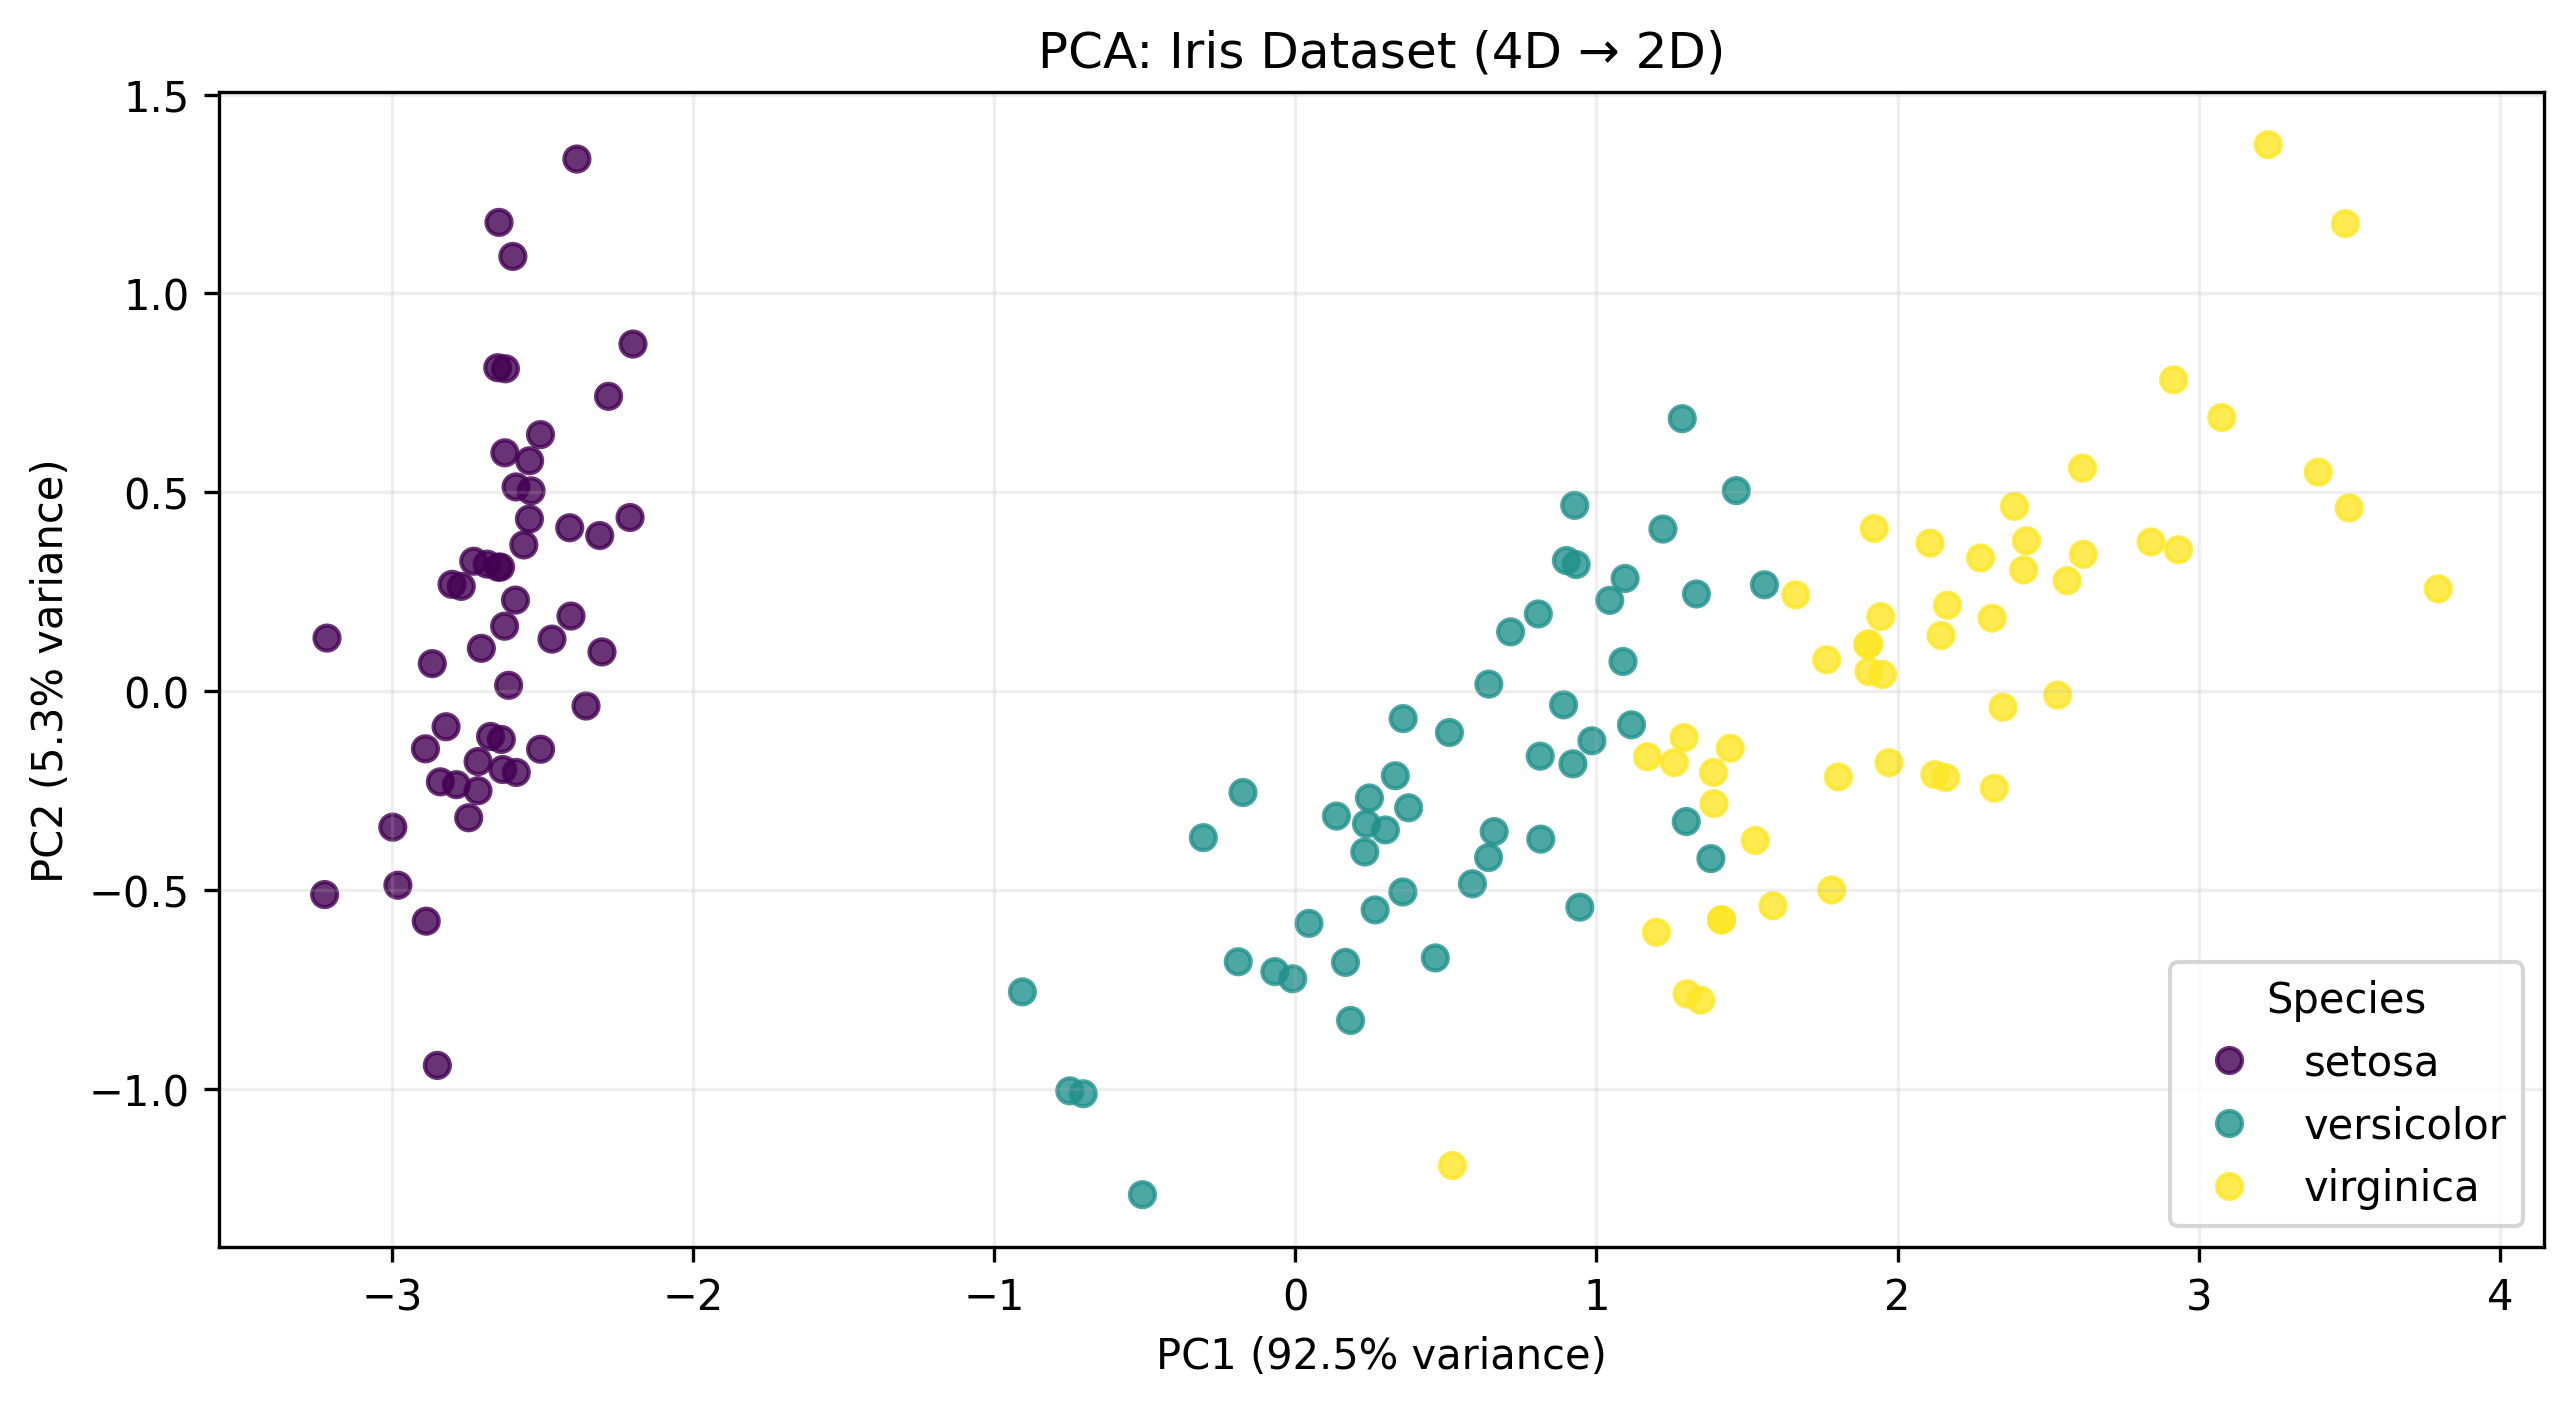 PCA: Iris Dataset (4D → 2D)
1.5
1.0
0.5
0.0
−0.5
−1.0
PC2 (5.3% variance)
Species
setosa
versicolor
virginica
−3 −2 −1 0 1 2 3 4
PC1 (92.5% variance)